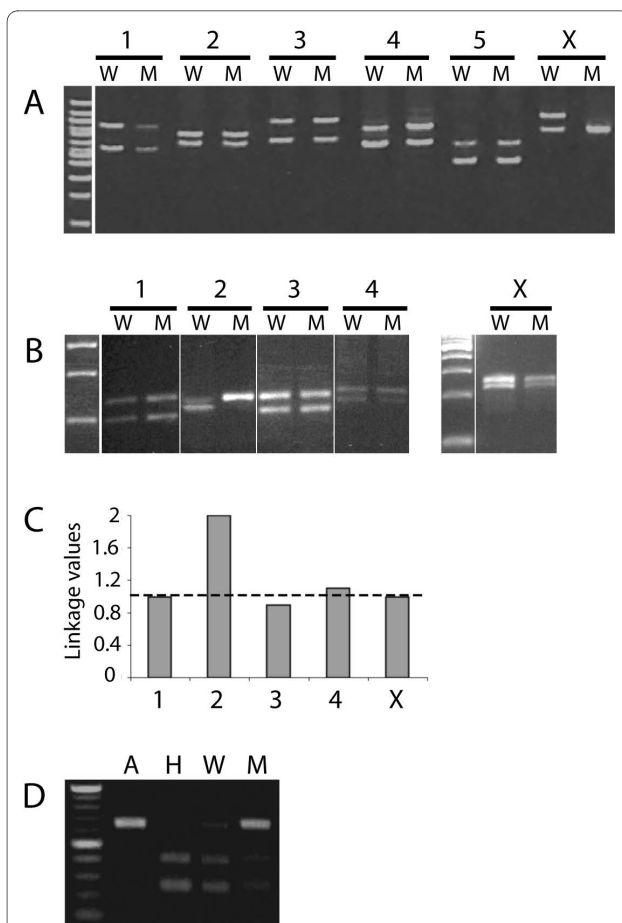 1 2 3 4 5 X
W M W M W M W M W M W M
A
1 2 3 4 X
W M W M W M W M W M
B
C
Linkage values
2
1.6
1.2
0.8
0.4
0
1 2 3 4 X
A H W M
D